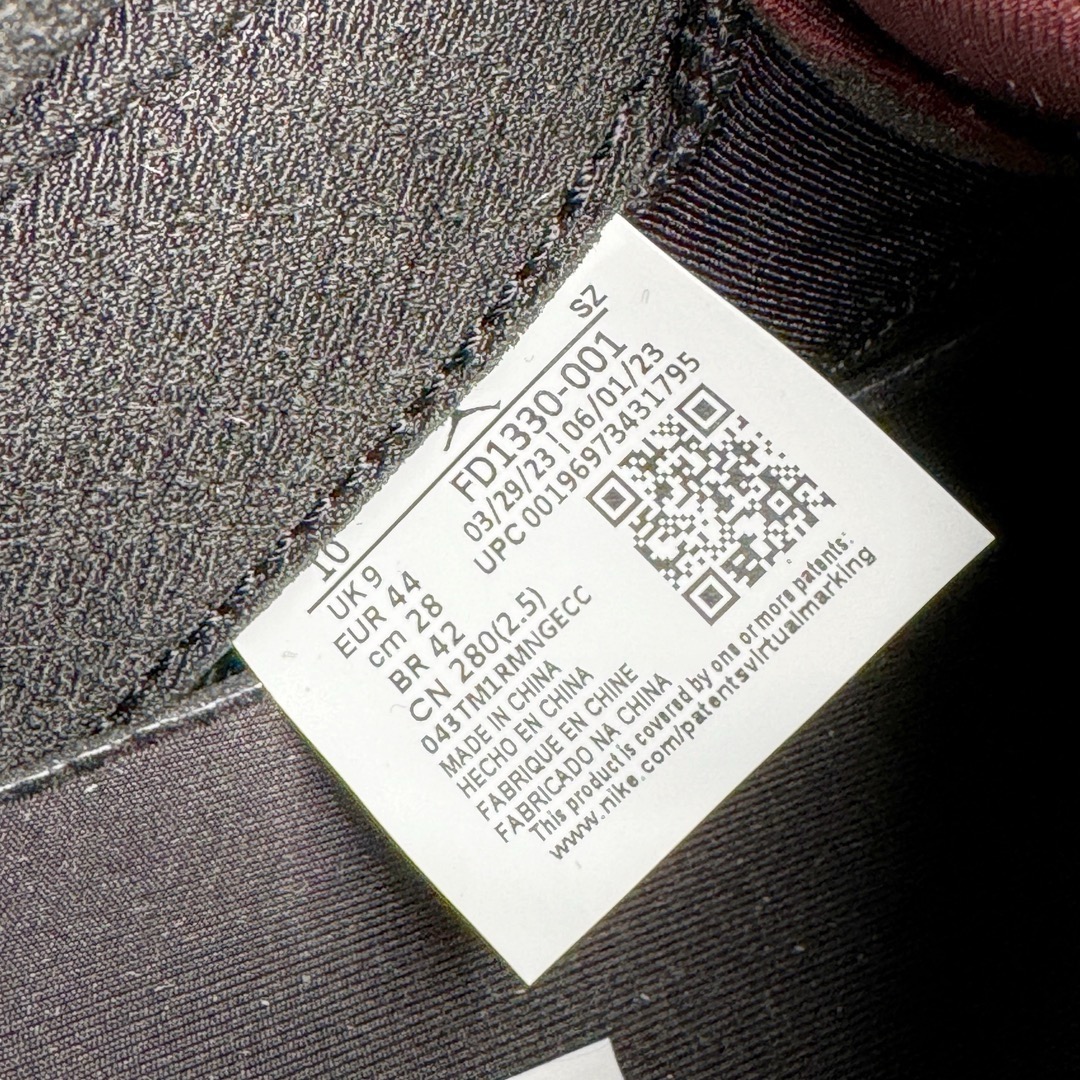 10 SZ
UK 9
EUR 44
cm 28
BR 42
CN 280(2.5)
FD1330-001
03/29/23 | 06/01/23
UPC 00196973431795
043TM1RMNGECC
MADE IN CHINA
HECHO EN CHINA
FABRIQUE EN CHINE
FABRICADO NA CHINA
This product is covered by one or more patents:
www.nike.com/patentsvirtualmarking